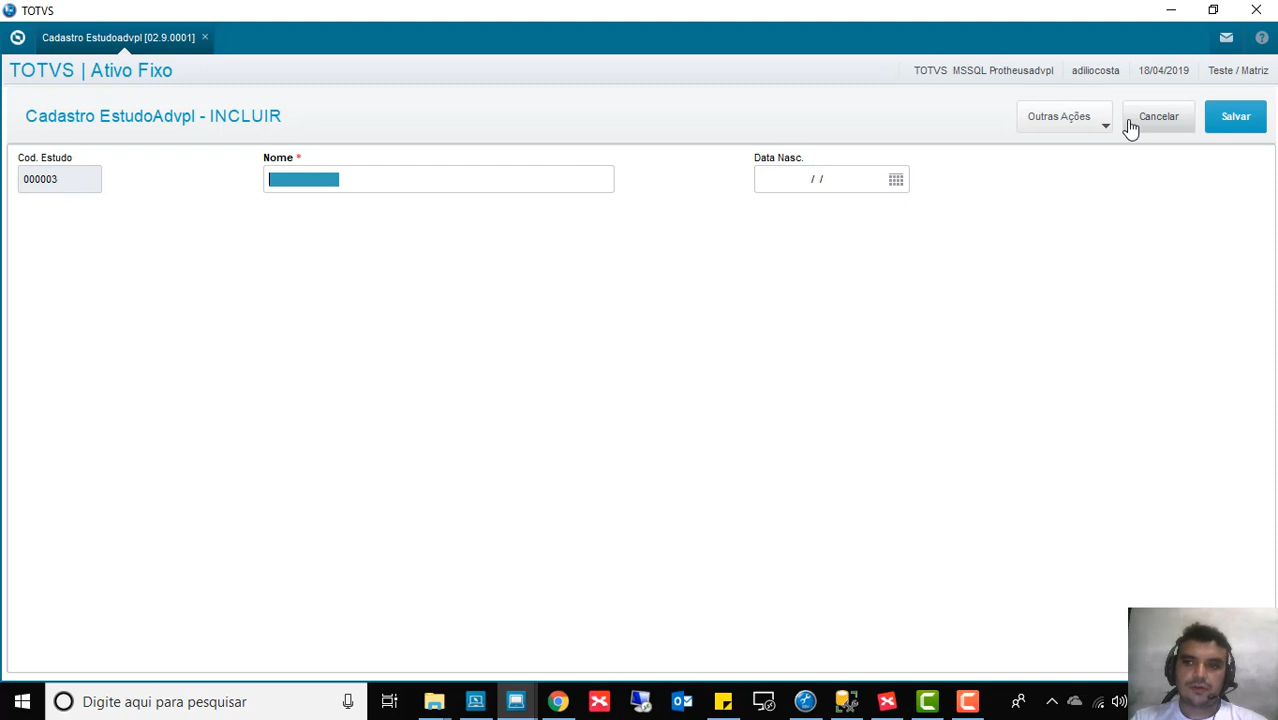 TOTVS
Cadastro Estudoadvpl [02.9.0001] ×
TOTVS | Ativo Fixo
TOTVS MSSQL Protheusadvpl
adiliocosta
18/04/2019
Teste / Matriz
Cadastro EstudoAdvpl - INCLUIR
Outras Ações
Cancelar
Salvar
Cod. Estudo
Nome *
Data Nasc.
000003
/ /
Digite aqui para pesquisar